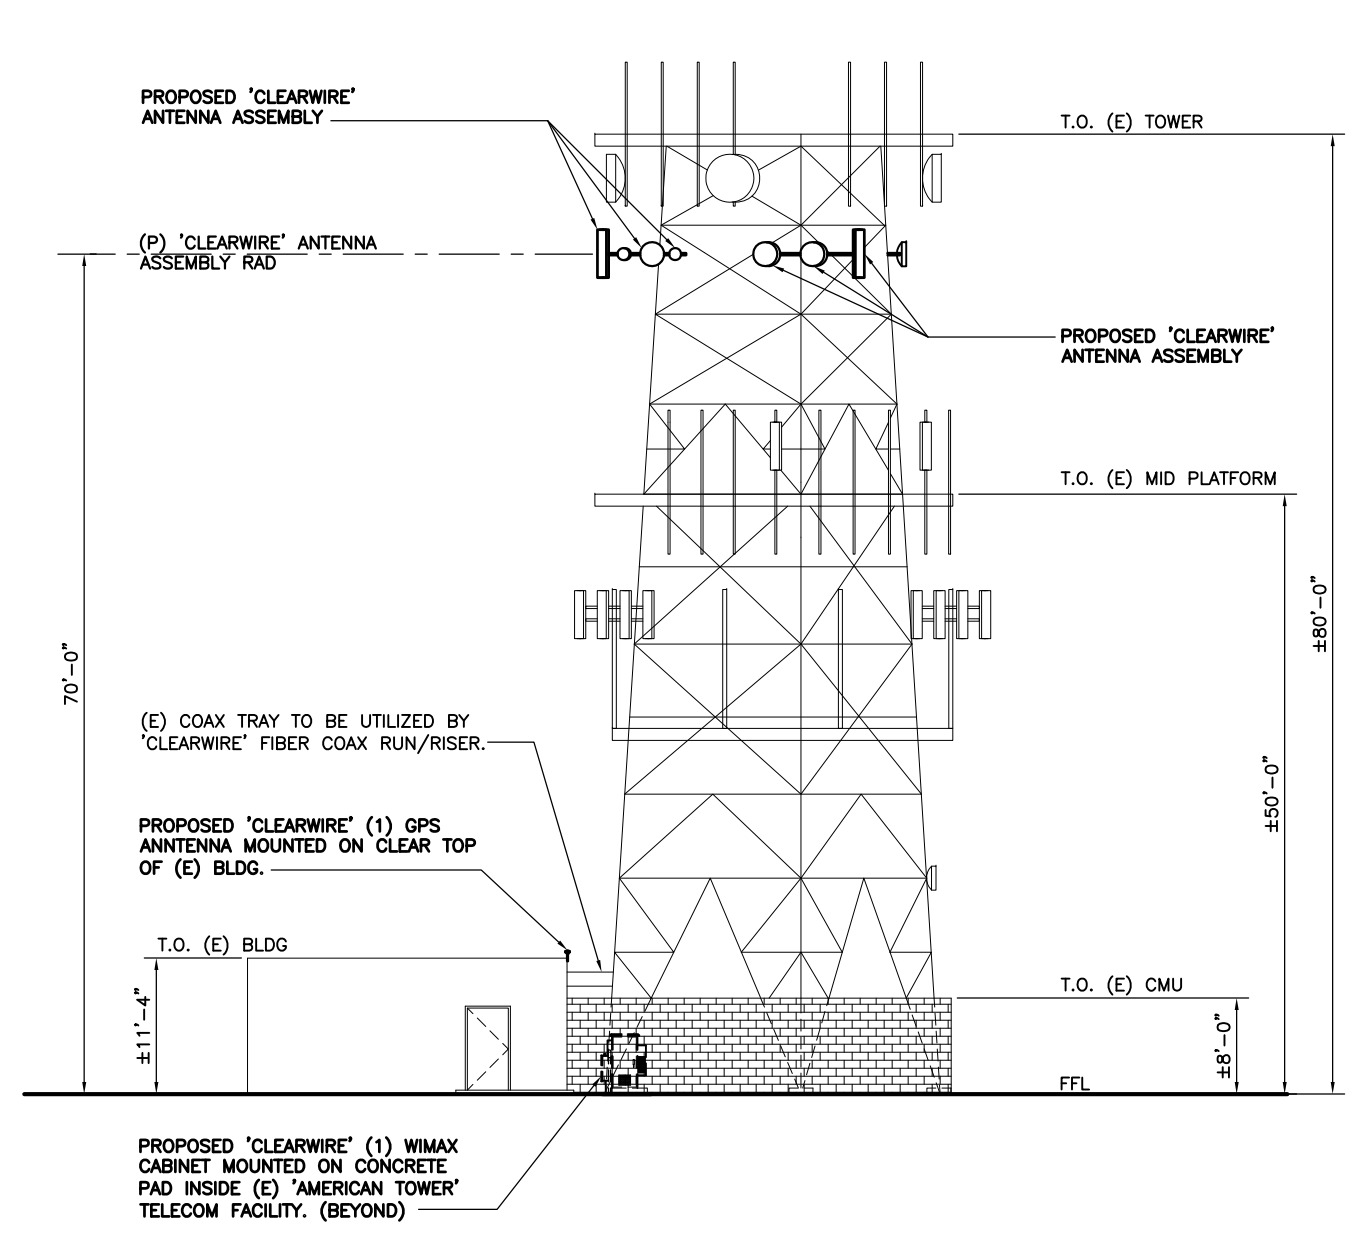 PROPOSED 'CLEARWIRE'
ANTENNA ASSEMBLY
T.O. (E) TOWER
(P) 'CLEARWIRE' ANTENNA
ASSEMBLY RAD
PROPOSED 'CLEARWIRE'
ANTENNA ASSEMBLY
T.O. (E) MID PLATFORM
±80'-0"
70'-0"
(E) COAX TRAY TO BE UTILIZED BY
'CLEARWIRE' FIBER COAX RUN/RISER.
±50'-0"
PROPOSED 'CLEARWIRE' (1) GPS
ANNTENNA MOUNTED ON CLEAR TOP
OF (E) BLDG.
T.O. (E) BLDG
T.O. (E) CMU
±11'-4"
±8'-0"
FFL
PROPOSED 'CLEARWIRE' (1) WIMAX
CABINET MOUNTED ON CONCRETE
PAD INSIDE (E) 'AMERICAN TOWER'
TELECOM FACILITY. (BEYOND)